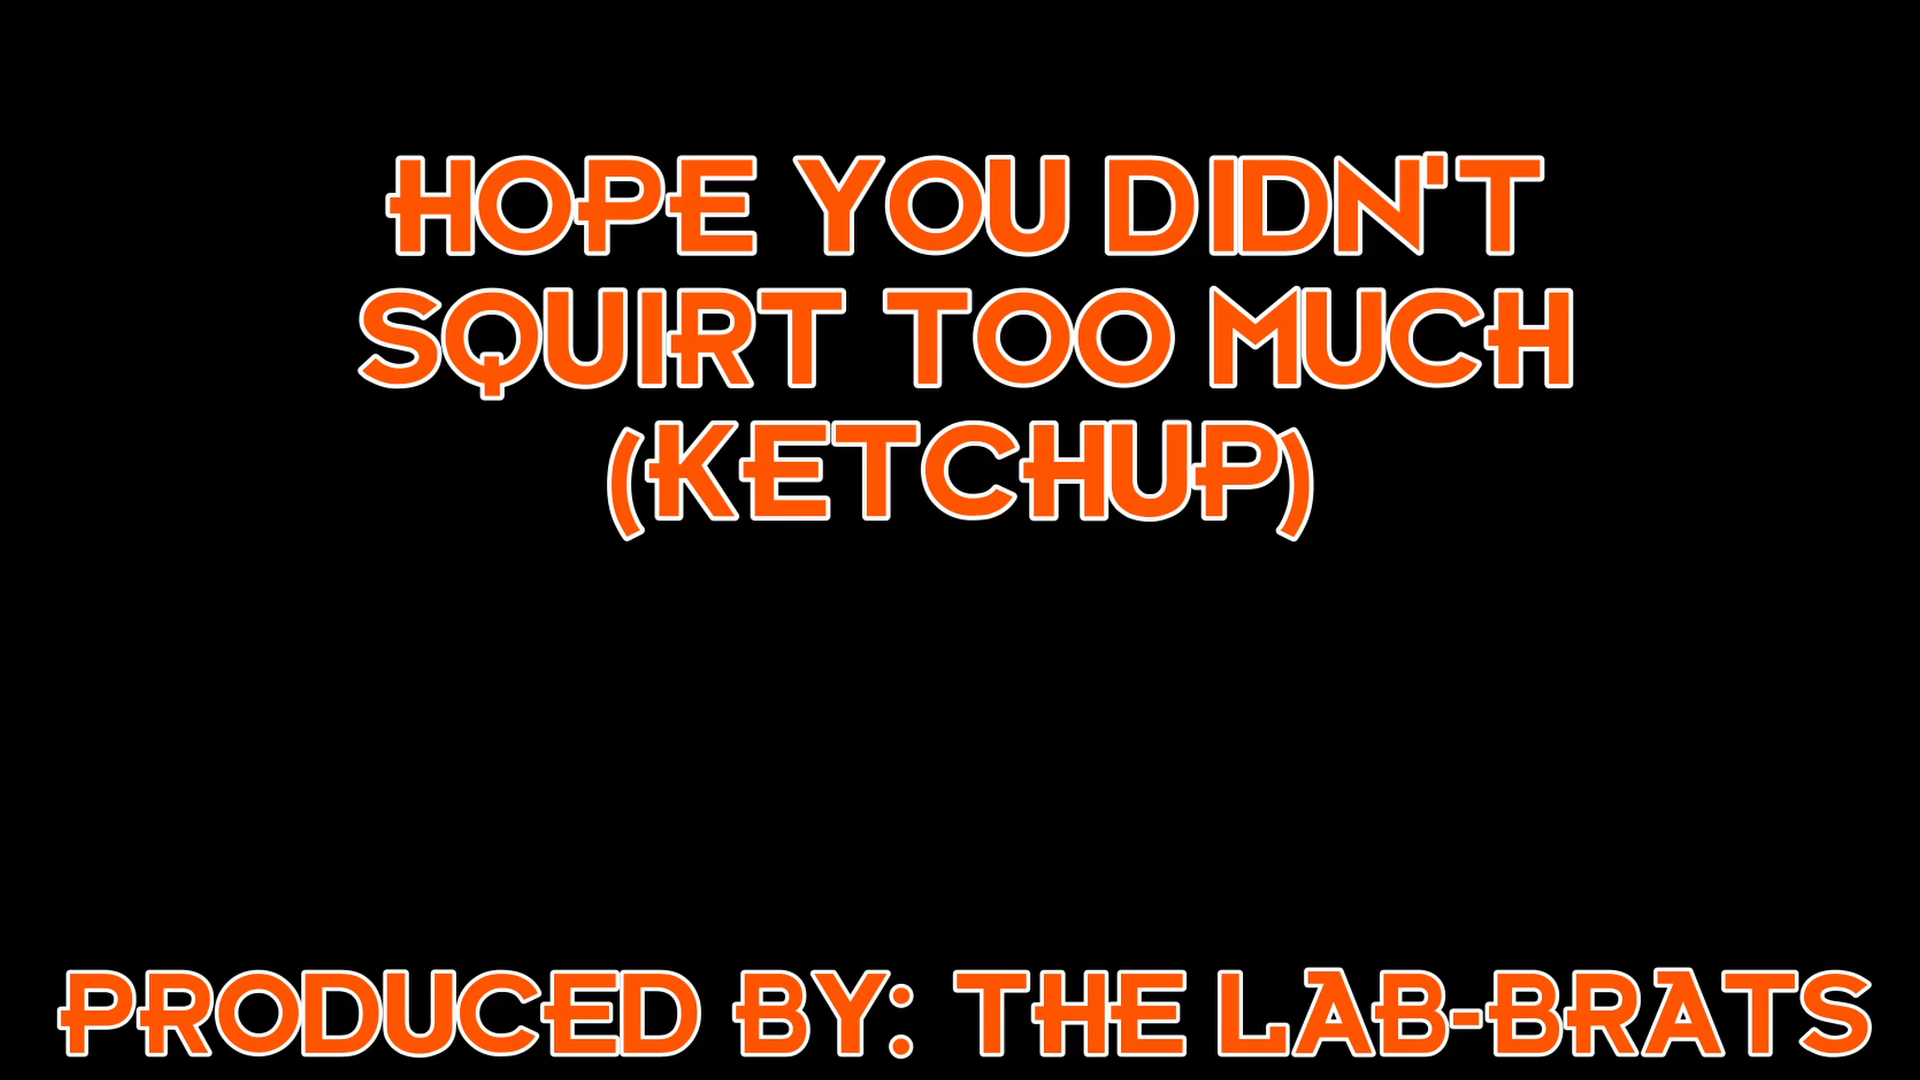 HOPE YOU DIDN'T
SQUIRT TOO MUCH
(KETCHUP)
PRODUCED BY: THE LAB-BRATS